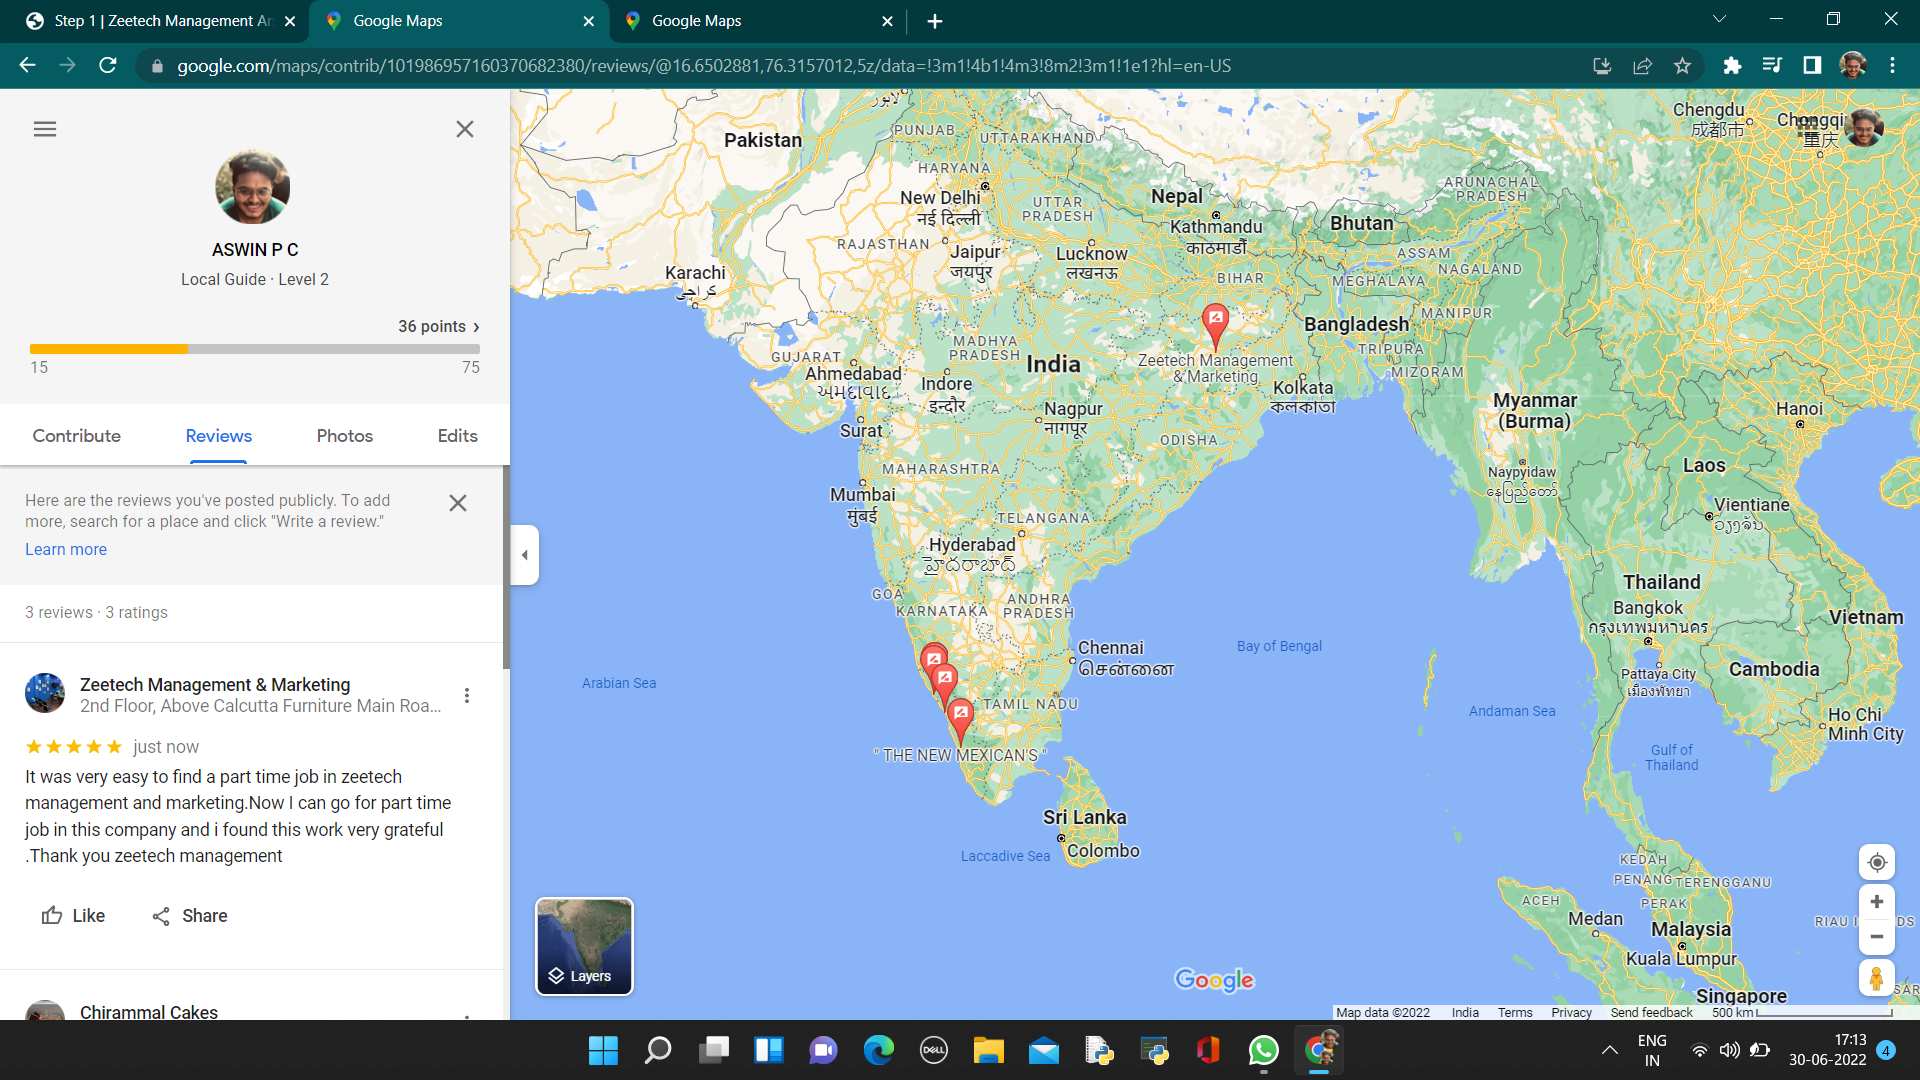 Step 1 | Zeetech Management An
Google Maps
Google Maps
google.com/maps/contrib/101986957160370682380/reviews/@16.6502881,76.3157012,5z/data=!3m1!4b1!4m3!8m2!3m1!1e1?hl=en-US
ASWIN P C
Local Guide · Level 2
36 points ›
15
75
Contribute
Reviews
Photos
Edits
Here are the reviews you've posted publicly. To add
more, search for a place and click "Write a review."
Learn more
3 reviews · 3 ratings
Zeetech Management & Marketing
2nd Floor, Above Calcutta Furniture Main Roa...
just now
It was very easy to find a part time job in zeetech
management and marketing.Now I can go for part time
job in this company and i found this work very grateful
.Thank you zeetech management
Like
Share
Chirammal Cakes
لاہور
Chengdu
成都市
Chongqi
重庆
Pakistan
PUNJAB
UTTARAKHAND
HARYANA
New Delhi
नई दिल्ली
UTTAR
PRADESH
Nepal
Kathmandu
काठमाडौं
ARUNACHAL
PRADESH
Bhutan
RAJASTHAN
Jaipur
जयपुर
Lucknow
लखनऊ
ASSAM
NAGALAND
Karachi
کراچی
BIHAR
MEGHALAYA
MANIPUR
Bangladesh
MADHYA
PRADESH
GUJARAT
Ahmedabad
અમદાવાદ
India
Zeetech Management
& Marketing
TRIPURA
MIZORAM
Indore
इन्दौर
Kolkata
কলকাতা
Myanmar
(Burma)
Hanoi
Nagpur
नागपूर
Surat
ODISHA
MAHARASHTRA
Laos
Naypyidaw
နေပြည်တော်
Mumbai
मुंबई
Vientiane
ວຽງຈັນ
TELANGANA
Hyderabad
హైదరాబాద్
Thailand
GOA
KARNATAKA
ANDHRA
PRADESH
Bangkok
กรุงเทพมหานคร
Vietnam
Chennai
சென்னை
Bay of Bengal
Pattaya City
เมืองพัทยา
Cambodia
Arabian Sea
TAMIL NADU
Andaman Sea
Ho Chi
Minh City
" THE NEW MEXICAN'S "
Gulf of
Thailand
Sri Lanka
Colombo
Laccadive Sea
KEDAH
PENANG
TERENGGANU
ACEH
PERAK
Medan
Malaysia
RIAU I
DS
Kuala Lumpur
Singapore
SAR
Layers
Google
Map data ©2022
India
Terms
Privacy
Send feedback
500 km
DELL
ENG
IN
17:13
30-06-2022
4